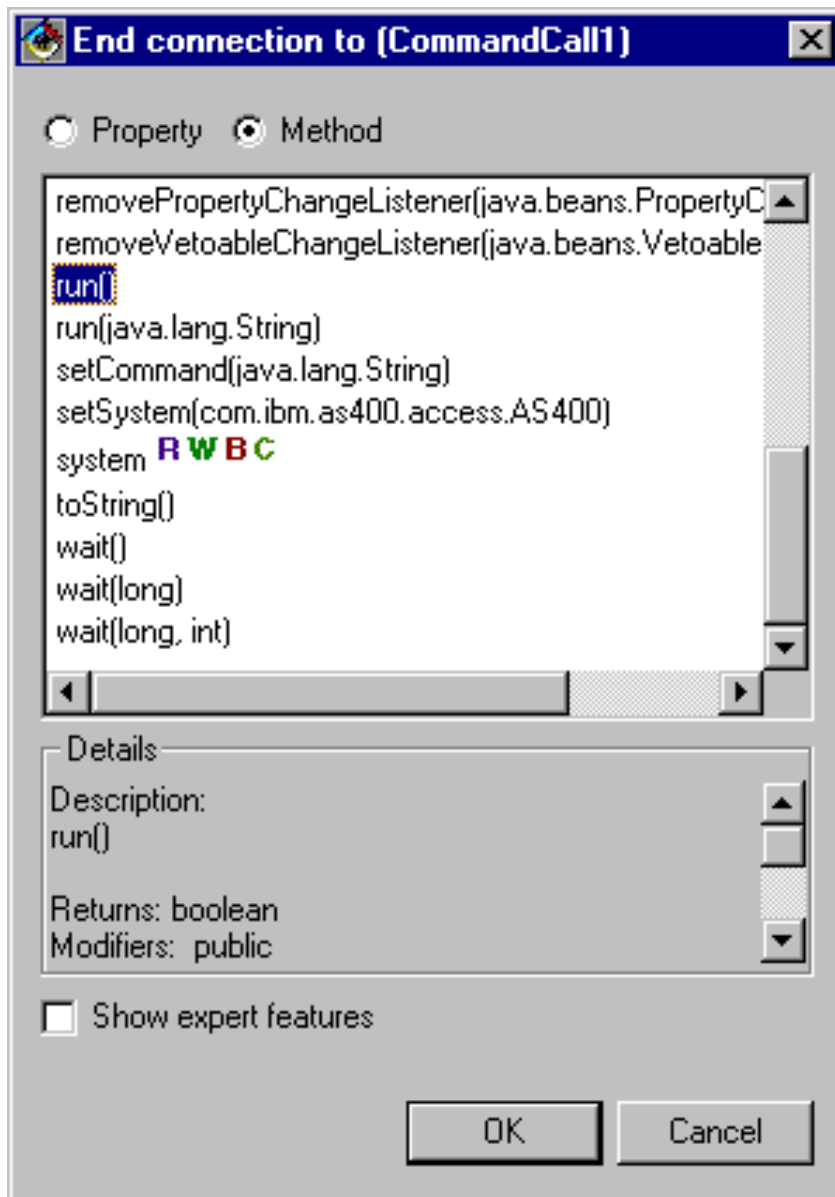 End connection to (CommandCall1)
Property Method
removePropertyChangeListener(java.beans.PropertyC
removeVetoableChangeListener(java.beans.Vetoable
run()
run(java.lang.String)
setCommand(java.lang.String)
setSystem(com.ibm.as400.access.AS400)
system R W B C
toString()
wait()
wait(long)
wait(long, int)
Details
Description:
run()
Returns: boolean
Modifiers: public
Show expert features
OK Cancel